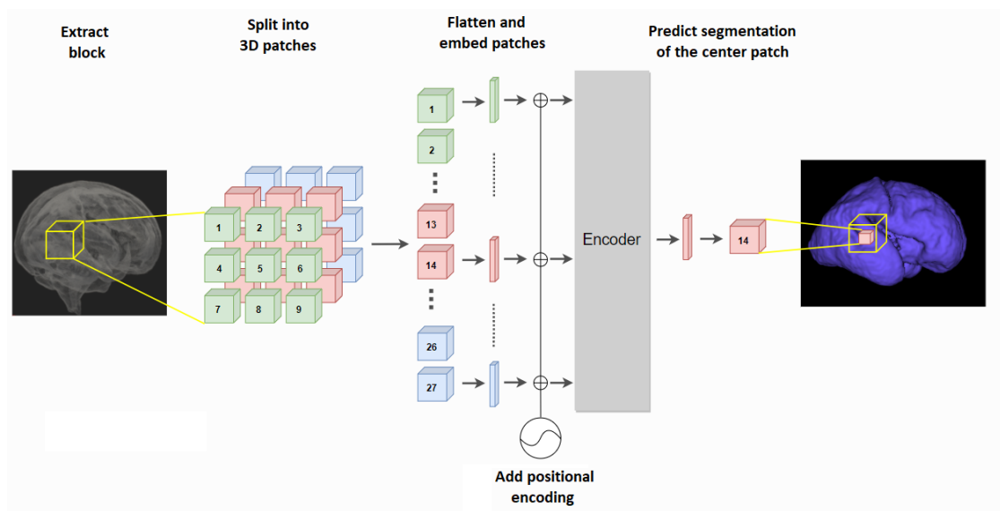 Extract
block
Split into
3D patches
Flatten and
embed patches
Predict segmentation
of the center patch
1
2
3
4
5
6
7
8
9
1
2
13
14
26
27
Encoder
14
Add positional
encoding